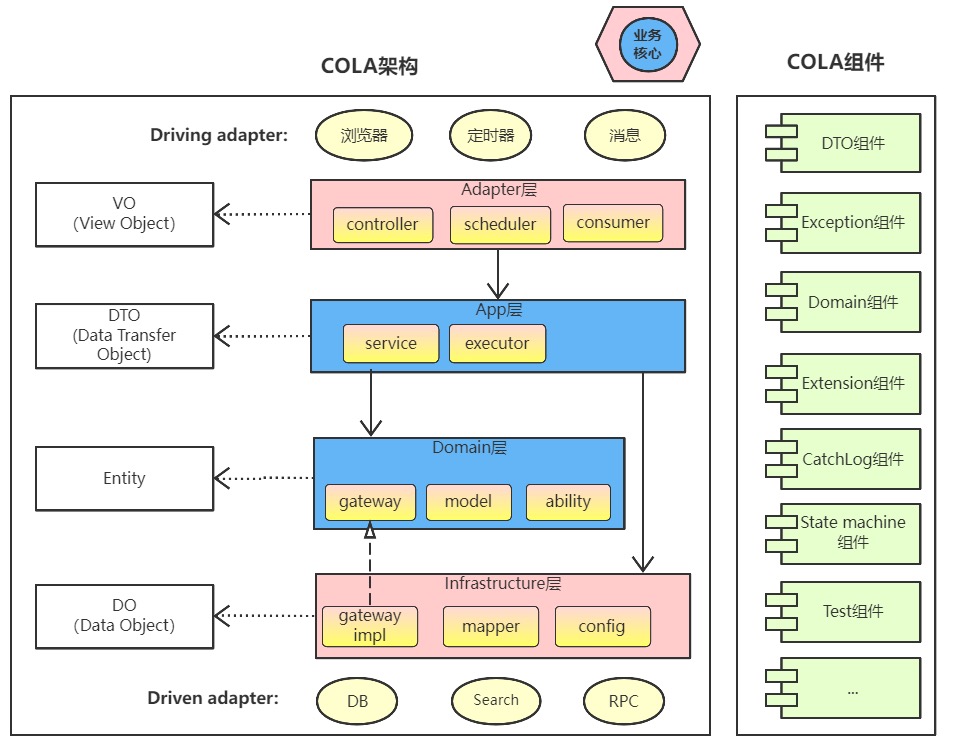 COLA架构
业务
核心
COLA组件
Driving adapter:
浏览器
定时器
消息
VO
(View Object)
Adapter层
controller
scheduler
consumer
DTO
(Data Transfer
Object)
App层
service
executor
Entity
Domain层
gateway
model
ability
DO
(Data Object)
Infrastructure层
gateway
impl
mapper
config
Driven adapter:
DB
Search
RPC
DTO组件
Exception组件
Domain组件
Extension组件
CatchLog组件
State machine
组件
Test组件
...